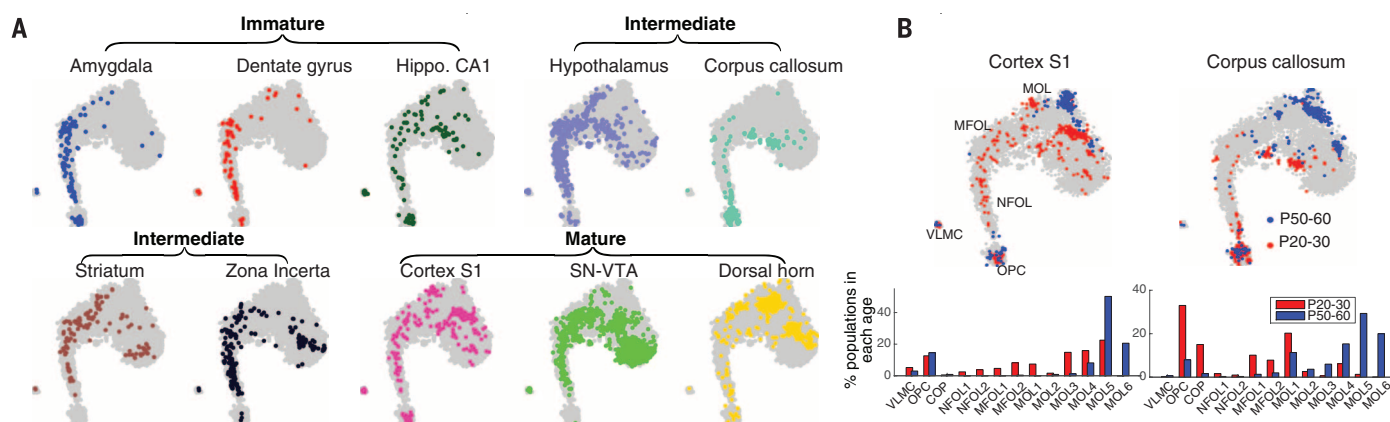 A
Immature
Intermediate
Amygdala
Dentate gyrus
Hippo. CA1
Hypothalamus
Corpus callosum
Intermediate
Mature
Striatum
Zona Incerta
Cortex S1
SN-VTA
Dorsal horn
B
Cortex S1
Corpus callosum
MOL
MFOL
NFOL
VLMC
OPC
P50-60
P20-30
% populations in
each age
40
20
0
VLMC
OPC
COP
NFOL1
NFOL2
MFOL1
MFOL2
MOL1
MOL2
MOL3
MOL4
MOL5
MOL6
40
20
0
P20-30
P50-60
VLMC
OPC
COP
NFOL1
NFOL2
MFOL1
MFOL2
MOL1
MOL2
MOL3
MOL4
MOL5
MOL6